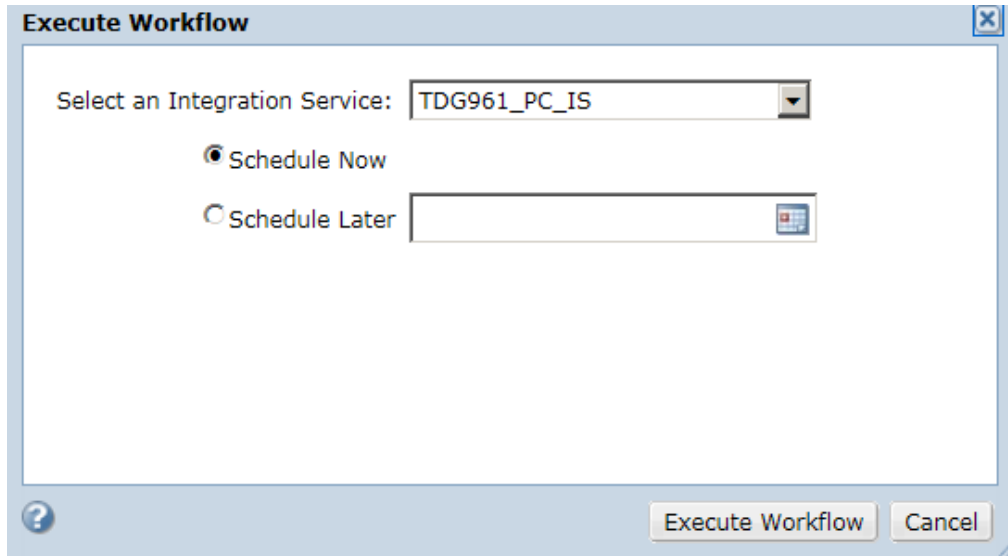 Execute Workflow
Select an Integration Service: TDG961_PC_IS
Schedule Now
Schedule Later
Execute Workflow Cancel